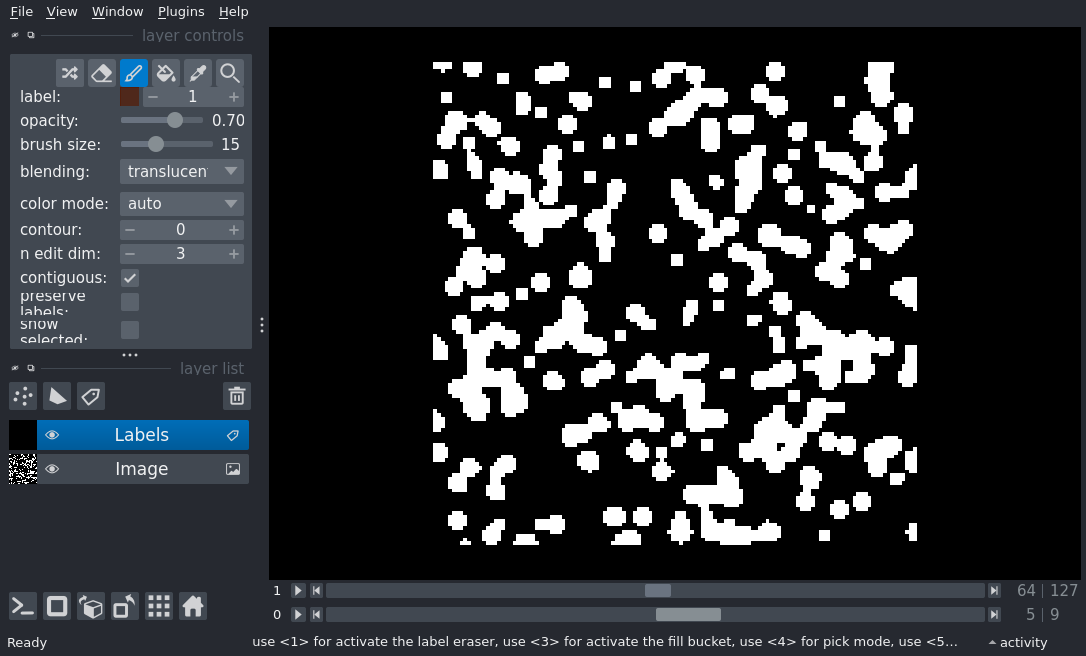 File View Window Plugins Help
layer controls
label: 1
opacity: 0.70
brush size: 15
blending: translucen
color mode: auto
contour: 0
n edit dim: 3
contiguous:
preserve
labels:
show
selected:
layer list
Labels
Image
1 64 | 127
0 5 | 9
Ready use <1> for activate the label eraser, use <3> for activate the fill bucket, use <4> for pick mode, use <5... activity